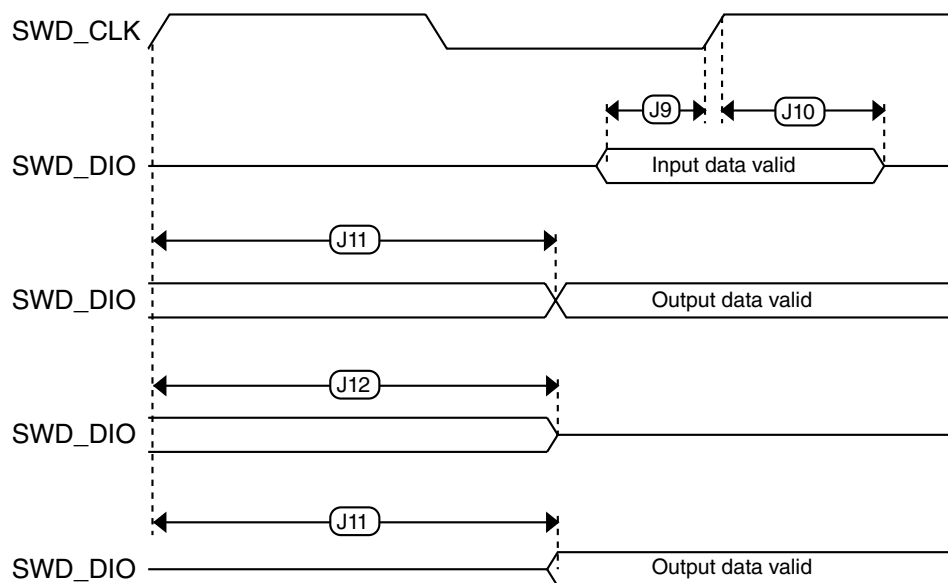 SWD_CLK
J9
J10
SWD_DIO
Input data valid
J11
SWD_DIO
Output data valid
J12
SWD_DIO
J11
SWD_DIO
Output data valid